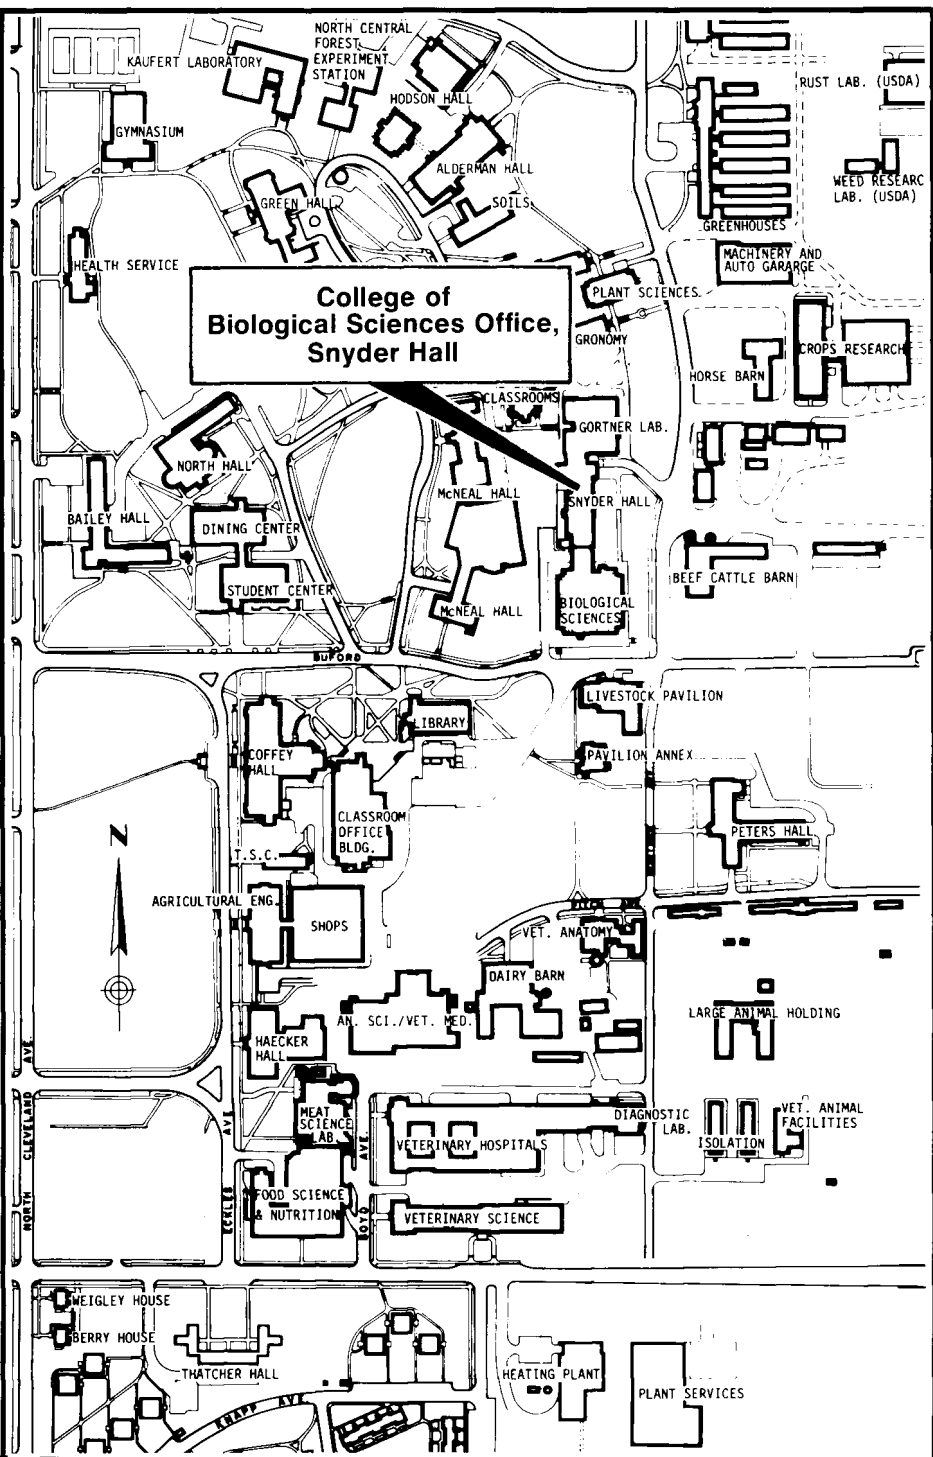 NORTH CENTRAL
FOREST
EXPERIMENT
STATION
KAUFERT LABORATORY
HODSON HALL
RUST LAB. (USDA)
GYMNASIUM
ALDERMAN HALL
WEED RESEARC
LAB. (USDA)
GREEN HALL
SOILS
GREENHOUSES
HEALTH SERVICE
MACHINERY AND
AUTO GARARGE
College of
Biological Sciences Office,
Snyder Hall
PLANT SCIENCES
GRONOMY
CROPS RESEARCH
HORSE BARN
CLASSROOMS
GORTNER LAB.
NORTH HALL
McNEAL HALL
SNYDER HALL
BAILEY HALL
DINING CENTER
STUDENT CENTER
BEEF CATTLE BARN
McNEAL HALL
BIOLOGICAL
SCIENCES
BUFORD
LIVESTOCK PAVILION
LIBRARY
COFFEY
HALL
PAVILION ANNEX
CLASSROOM
OFFICE
BLDG.
PETERS HALL
N
T.S.C.
AGRICULTURAL ENG.
SHOPS
FITCH AVE
VET. ANATOMY
DAIRY BARN
AN. SCI./VET. MED.
LARGE ANIMAL HOLDING
HAECKER
HALL
NORTH CLEVELAND AVE.
MEAT
SCIENCE
LAB.
DIAGNOSTIC
LAB.
VET. ANIMAL
FACILITIES
VETERINARY HOSPITALS
ISOLATION
ECKLES AVE
BOYD AVE.
FOOD SCIENCE
& NUTRITION
VETERINARY SCIENCE
WEIGLEY HOUSE
BERRY HOUSE
THATCHER HALL
HEATING PLANT
PLANT SERVICES
KNAPP AVE